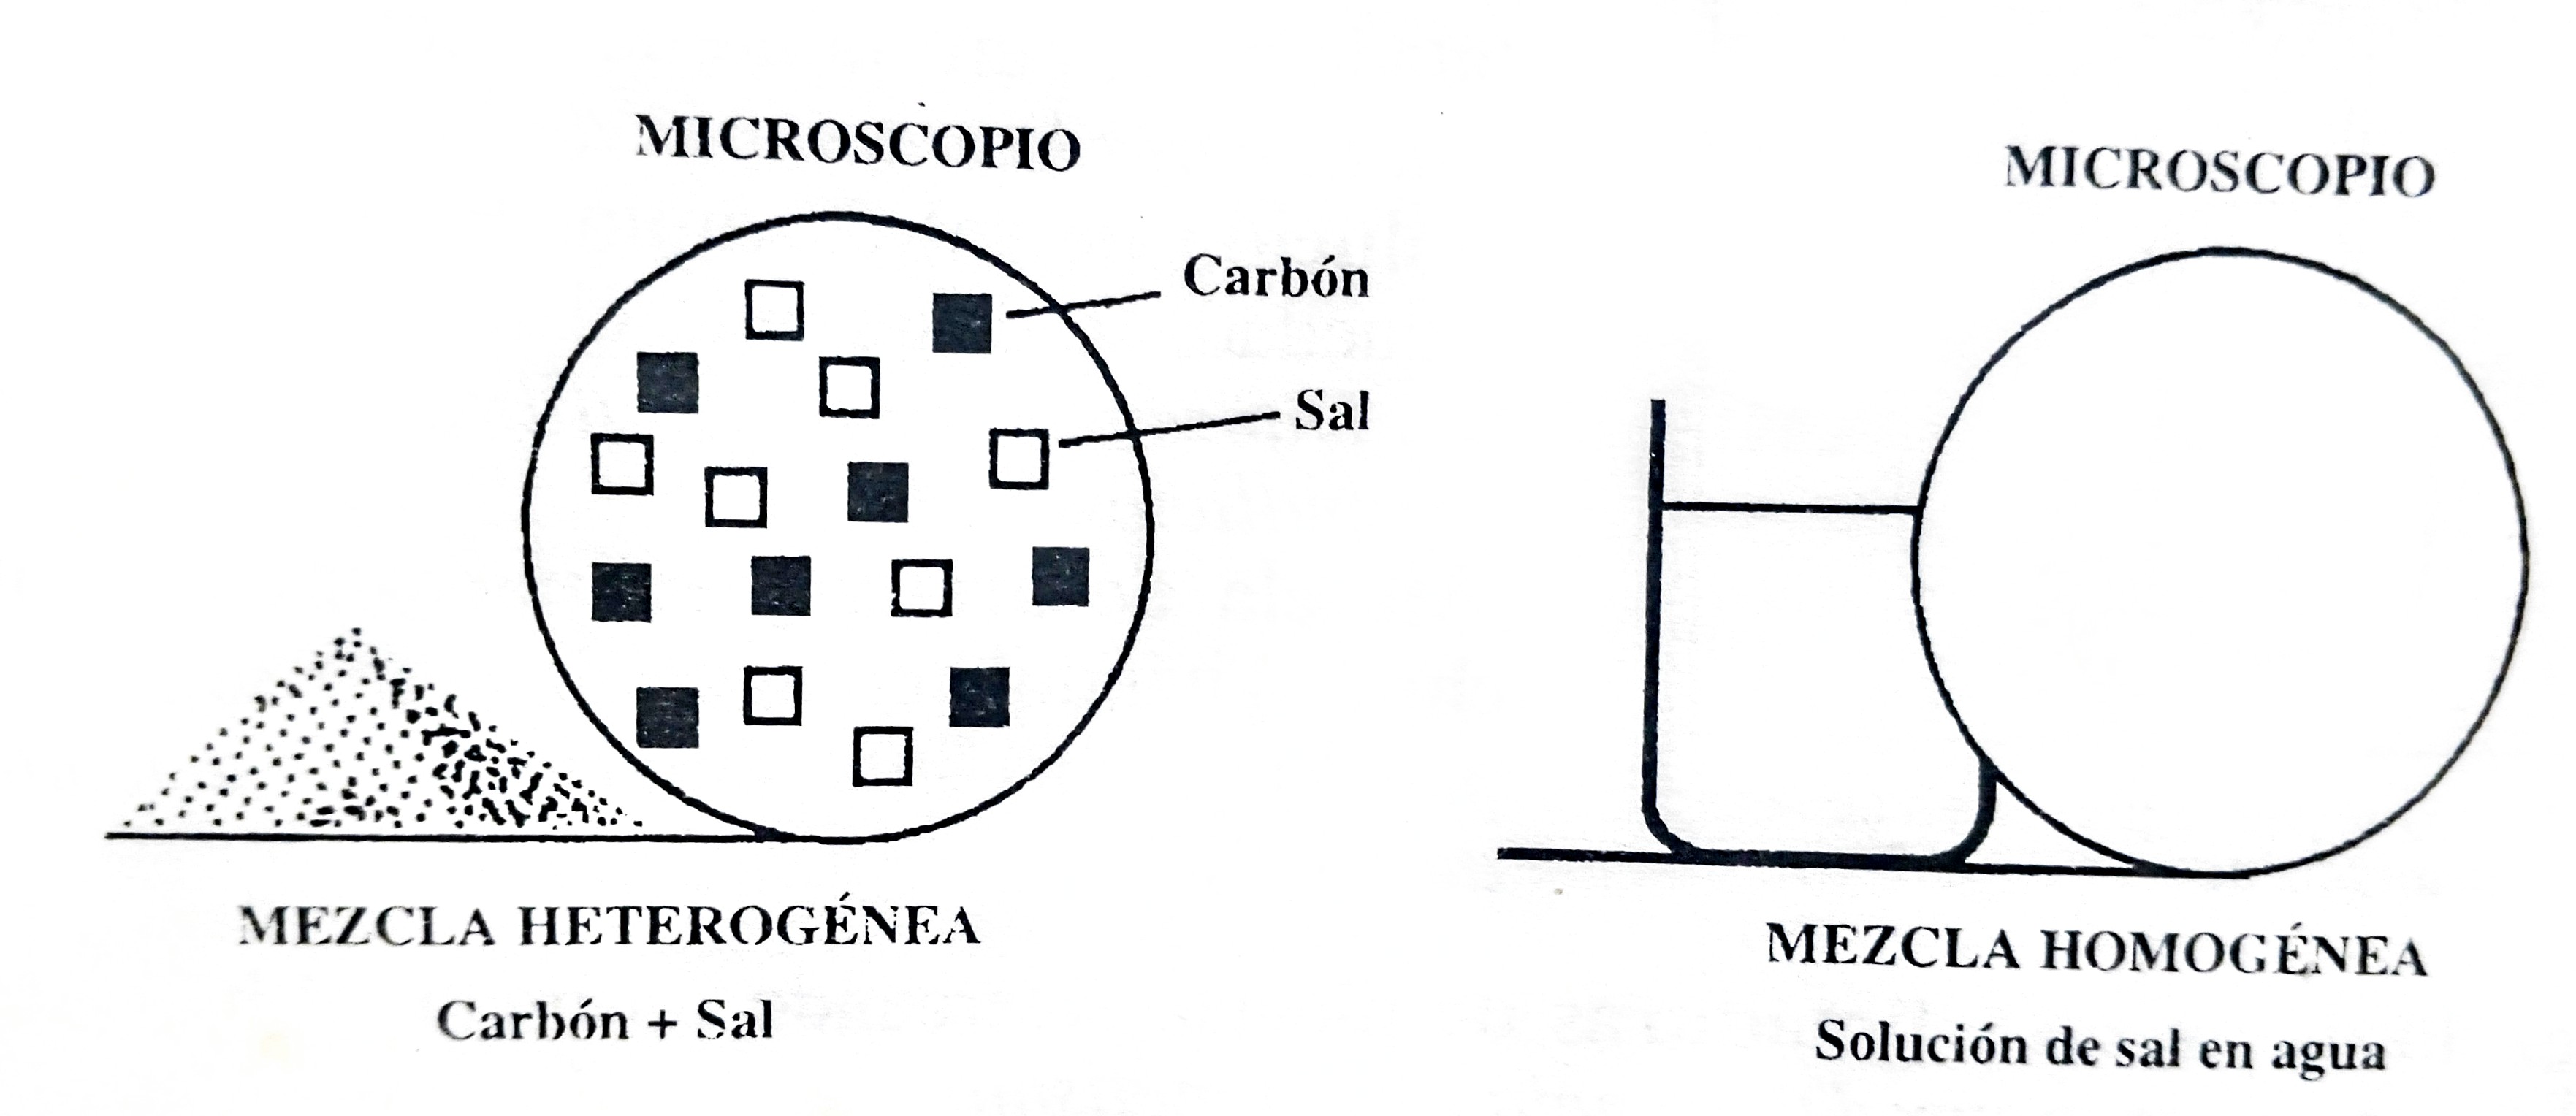 MICROSCOPIO
Carbón
Sal
MEZCLA HETEROGÉNEA
Carbón + Sal
MICROSCOPIO
MEZCLA HOMOGÉNEA
Solución de sal en agua